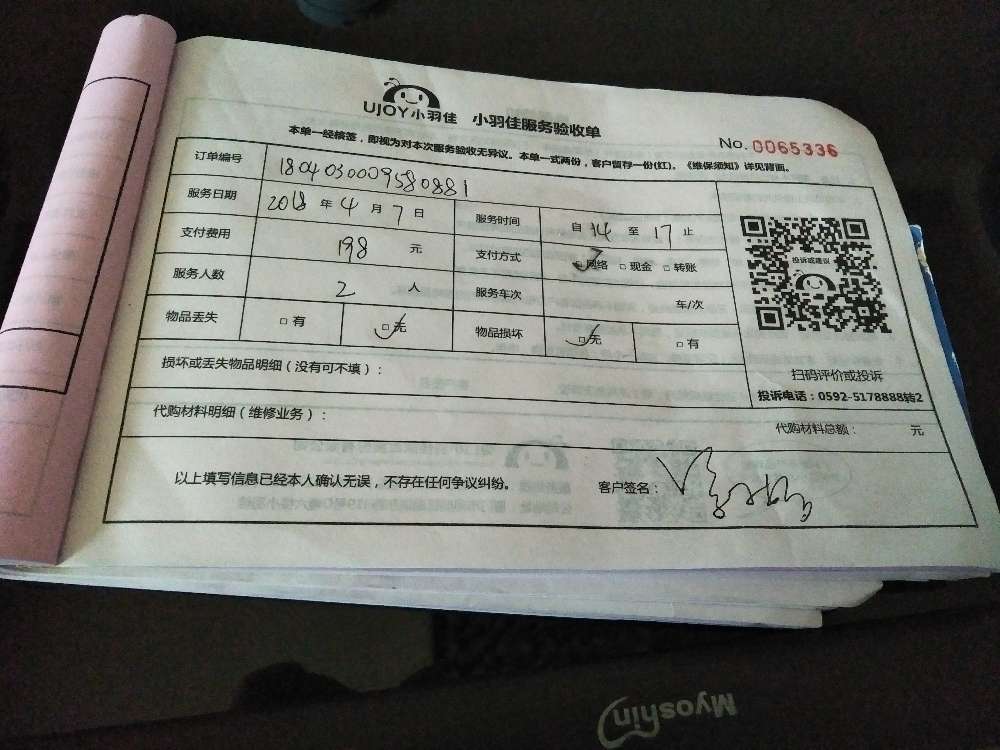 UJOY小羽佳 小羽佳服务验收单
No. 0065336
本单一经核签，即视为对本次服务验收无异议。本单一式两份，客户留存一份(红)。《维保须知》详见背面。
订单编号 1804030009580881
服务日期 2018 年 4 月 7 日 服务时间 自 14 至 17 止
支付费用 198 元 支付方式 □网络 □现金 □转账
服务人数 2 人 服务车次 车/次
物品丢失 □有 □无 物品损坏 □无 □有
投诉或建议
扫码评价或投诉
投诉电话：0592-5178888转2
损坏或丢失物品明细（没有可不填）：
代购材料明细（维修业务）：
代购材料总额： 元
以上填写信息已经本人确认无误，不存在任何争议纠纷。 客户签名：
Myoshin